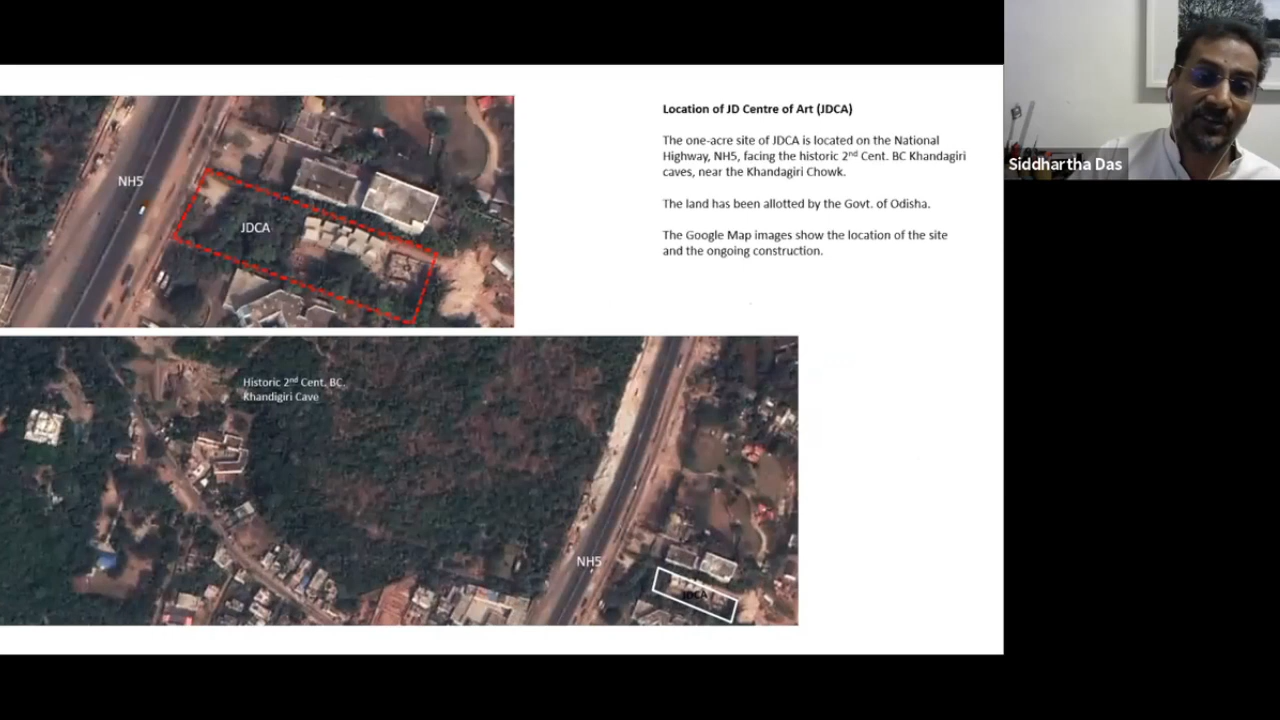 NH5
JDCA
Location of JD Centre of Art (JDCA)
The one-acre site of JDCA is located on the National
Highway, NH5, facing the historic 2nd Cent. BC Khandagiri
caves, near the Khandagiri Chowk.
The land has been allotted by the Govt. of Odisha.
The Google Map images show the location of the site
and the ongoing construction.
Siddhartha Das
Historic 2nd Cent. BC.
Khandigiri Cave
NH5
JDCA